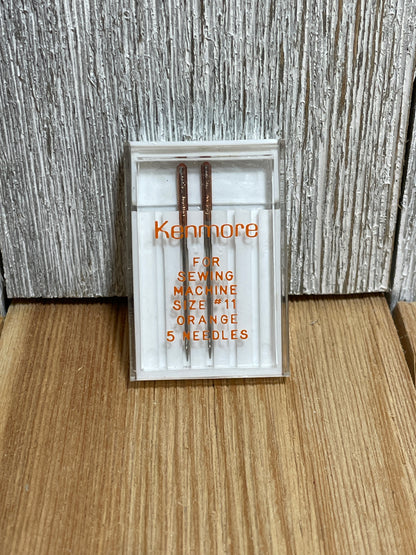 Kenmore
FOR
SEWING
MACHINE
SIZE #11
ORANGE
5 NEEDLES